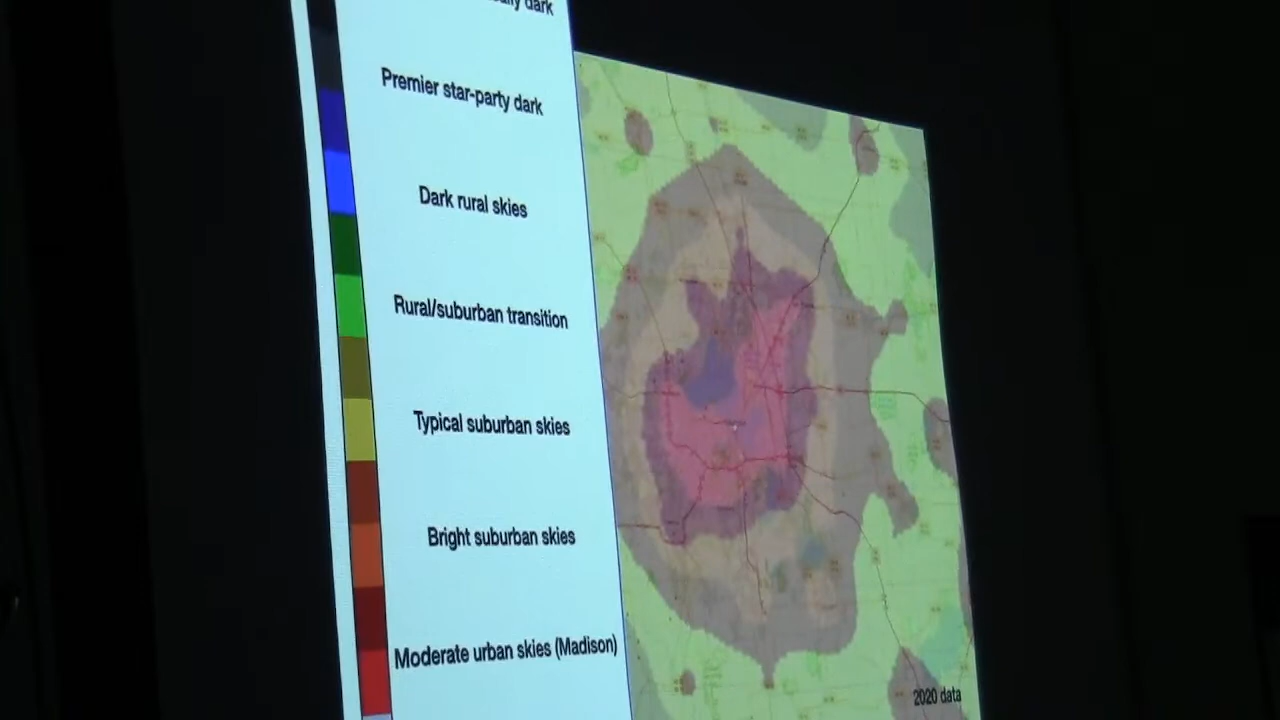 dark
Premier star-party dark
Dark rural skies
Rural/suburban transition
Typical suburban skies
Bright suburban skies
Moderate urban skies (Madison)
2020 data